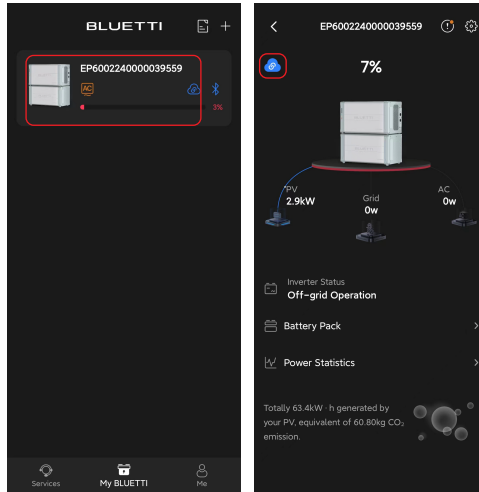 BLUETTI
EP6002240000039559
AC
3%
Services
My BLUETTI
Me
EP6002240000039559
7%
PV
2.9kW
Grid
0w
AC
0w
Inverter Status
Off-grid Operation
Battery Pack
Power Statistics
Totally 63.4kW · h generated by
your PV, equivalent of 60.80kg CO₂
emission.